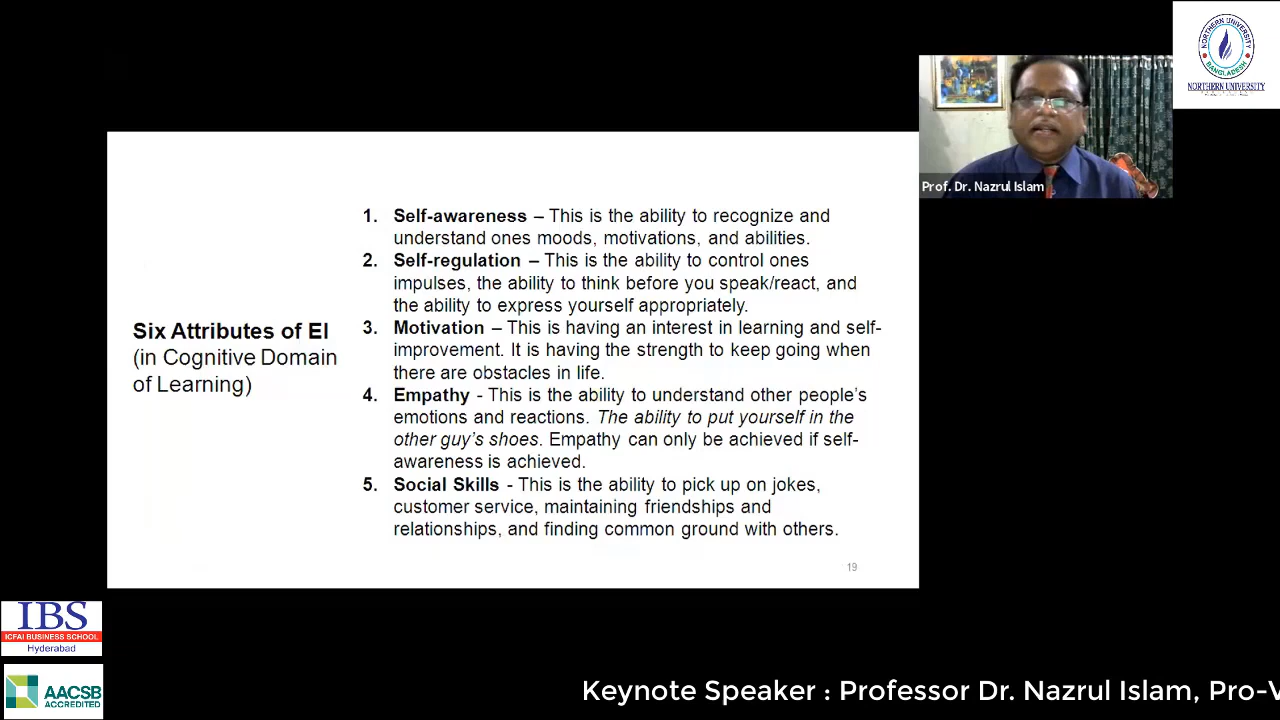 NORTHERN UNIVERSITY
BANGLADESH
NORTHERN UNIVERSITY
Prof. Dr. Nazrul Islam
Six Attributes of EI
(in Cognitive Domain
of Learning)
1. Self-awareness – This is the ability to recognize and
understand ones moods, motivations, and abilities.
2. Self-regulation – This is the ability to control ones
impulses, the ability to think before you speak/react, and
the ability to express yourself appropriately.
3. Motivation – This is having an interest in learning and self-
improvement. It is having the strength to keep going when
there are obstacles in life.
4. Empathy - This is the ability to understand other people's
emotions and reactions. The ability to put yourself in the
other guy's shoes. Empathy can only be achieved if self-
awareness is achieved.
5. Social Skills - This is the ability to pick up on jokes,
customer service, maintaining friendships and
relationships, and finding common ground with others.
19
IBS
ICFAI BUSINESS SCHOOL
Hyderabad
AACSB
ACCREDITED
Keynote Speaker : Professor Dr. Nazrul Islam, Pro-V